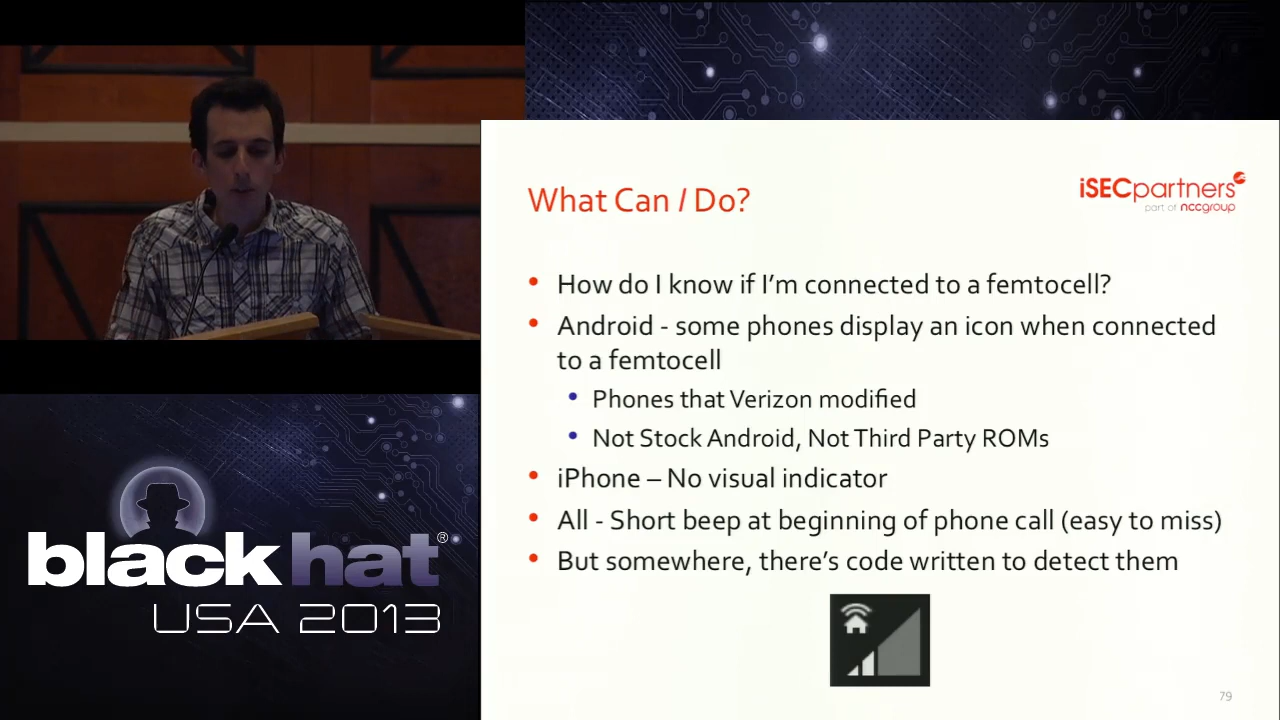 What Can I Do?
iSECpartners
part of nccgroup
• How do I know if I’m connected to a femtocell?
• Android - some phones display an icon when connected
to a femtocell
• Phones that Verizon modified
• Not Stock Android, Not Third Party ROMs
• iPhone – No visual indicator
• All - Short beep at beginning of phone call (easy to miss)
• But somewhere, there’s code written to detect them
79
black hat®
USA 2013